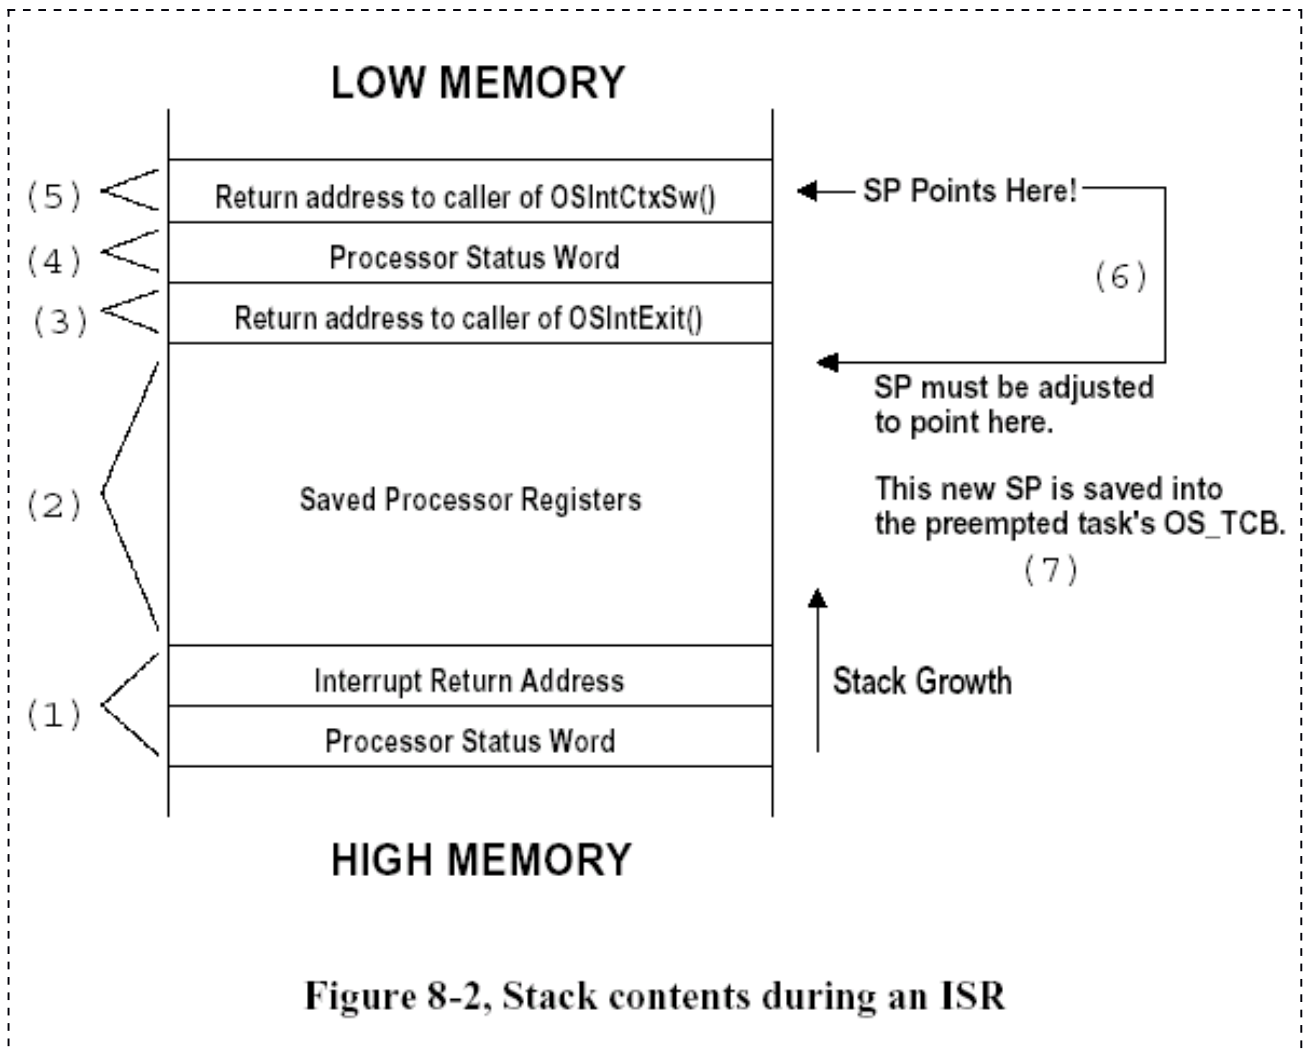 LOW MEMORY
(5)
Return address to caller of OSIntCtxSw()
SP Points Here!
(4)
Processor Status Word
(6)
(3)
Return address to caller of OSIntExit()
SP must be adjusted
to point here.
(2)
Saved Processor Registers
This new SP is saved into
the preempted task's OS_TCB.
(7)
(1)
Interrupt Return Address
Stack Growth
Processor Status Word
HIGH MEMORY
Figure 8-2, Stack contents during an ISR